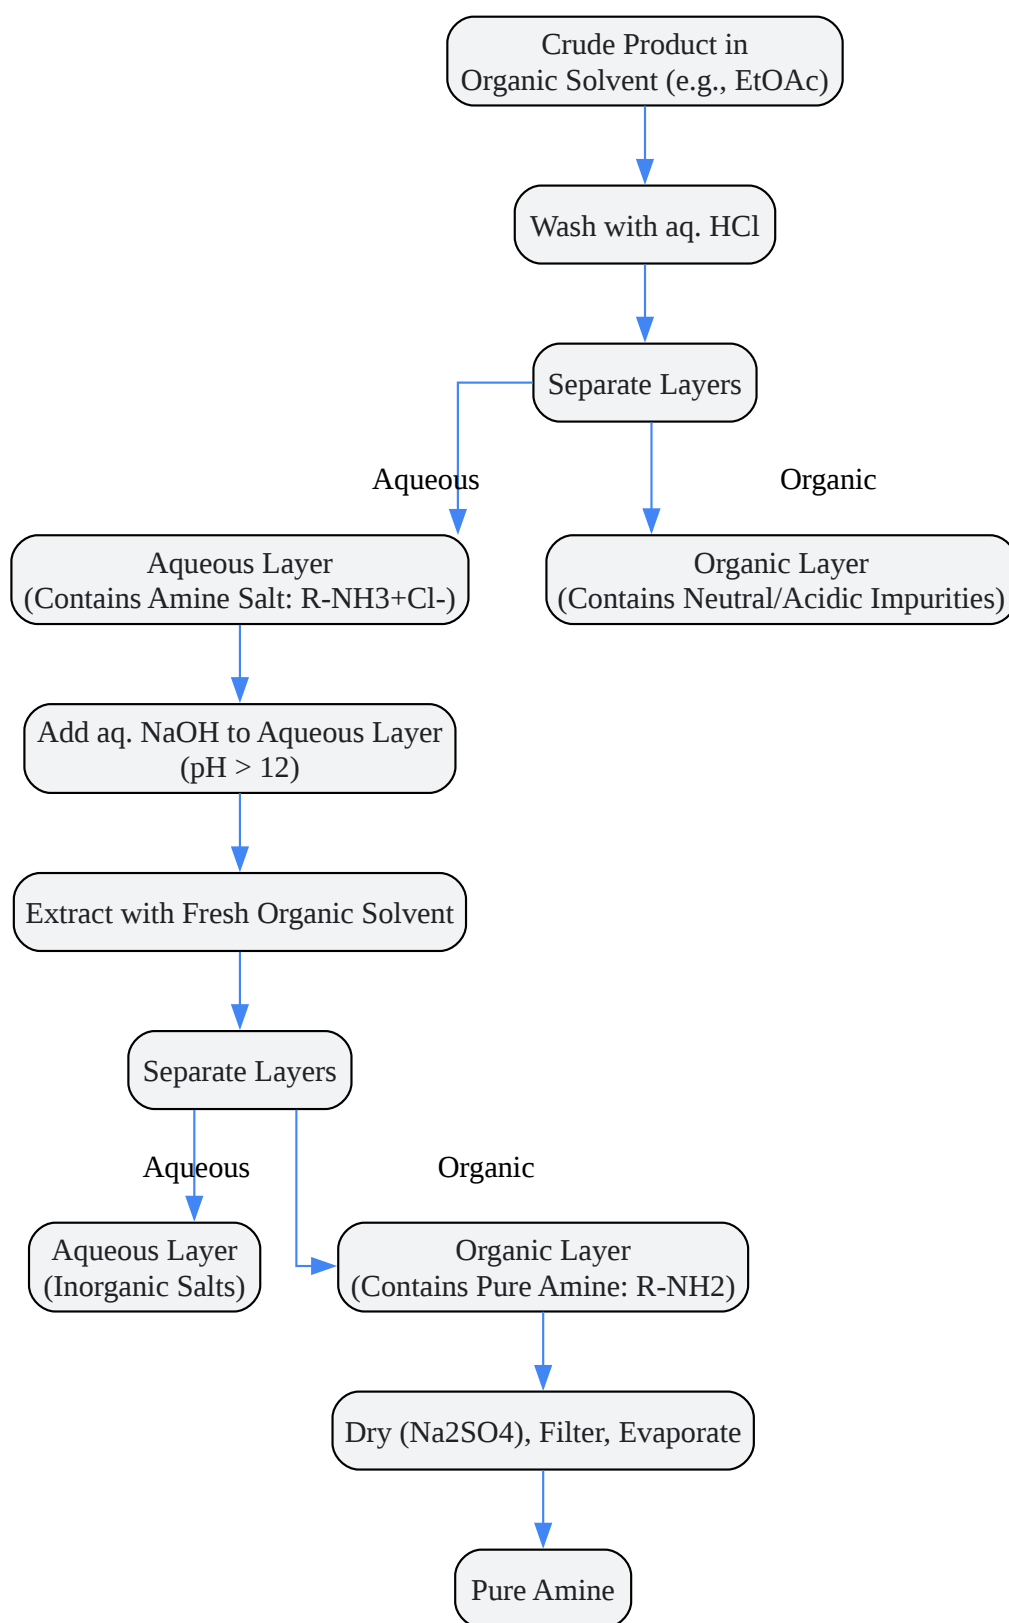 Crude Product in
Organic Solvent (e.g., EtOAc)
Wash with aq. HCl
Separate Layers
Aqueous
Organic
Aqueous Layer
(Contains Amine Salt: R-NH3+Cl-)
Organic Layer
(Contains Neutral/Acidic Impurities)
Add aq. NaOH to Aqueous Layer
(pH > 12)
Extract with Fresh Organic Solvent
Separate Layers
Aqueous
Organic
Aqueous Layer
(Inorganic Salts)
Organic Layer
(Contains Pure Amine: R-NH2)
Dry (Na2SO4), Filter, Evaporate
Pure Amine